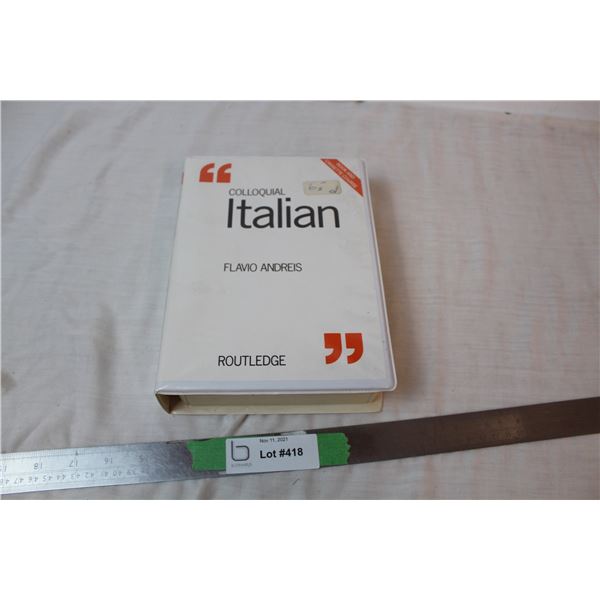 “
COLLOQUIAL
Italian
FLAVIO ANDREIS
”
ROUTLEDGE
Nov 11, 2021
b
Lot #418